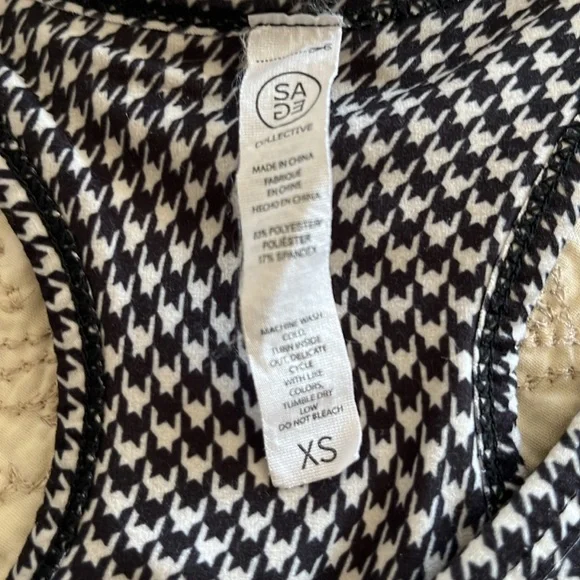 SA
GE
COLLECTIVE
MADE IN CHINA
FABRIQUÉ
EN CHINE
HECHO EN CHINA
83% POLYESTER/
POLIÉSTER
17% SPANDEX
MACHINE WASH
COLD,
TURN INSIDE
OUT, DELICATE
CYCLE
WITH LIKE
COLORS,
TUMBLE DRY
LOW
DO NOT BLEACH
XS